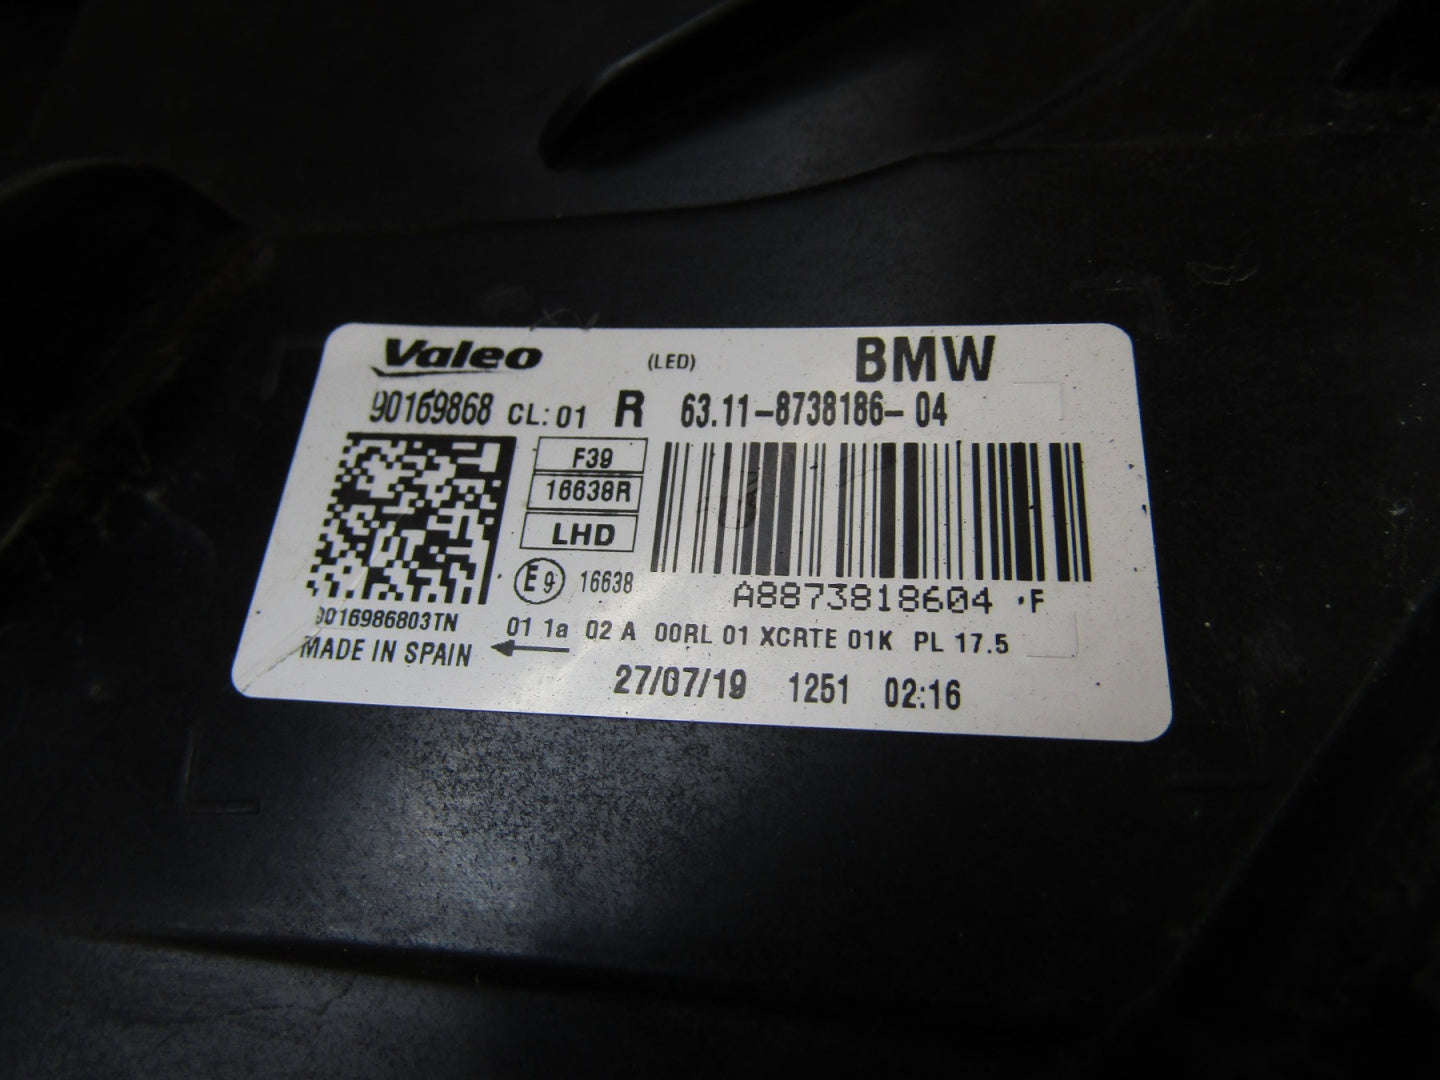 Valeo (LED) BMW
90169868 CL:01 R 63.11-8738186-04
F39
16638R
LHD
E9 16638
A8873818604 ·F
9016986803TN
01 1a 02 A 00RL 01 XCRTE 01K PL 17.5
MADE IN SPAIN
27/07/19 1251 02:16